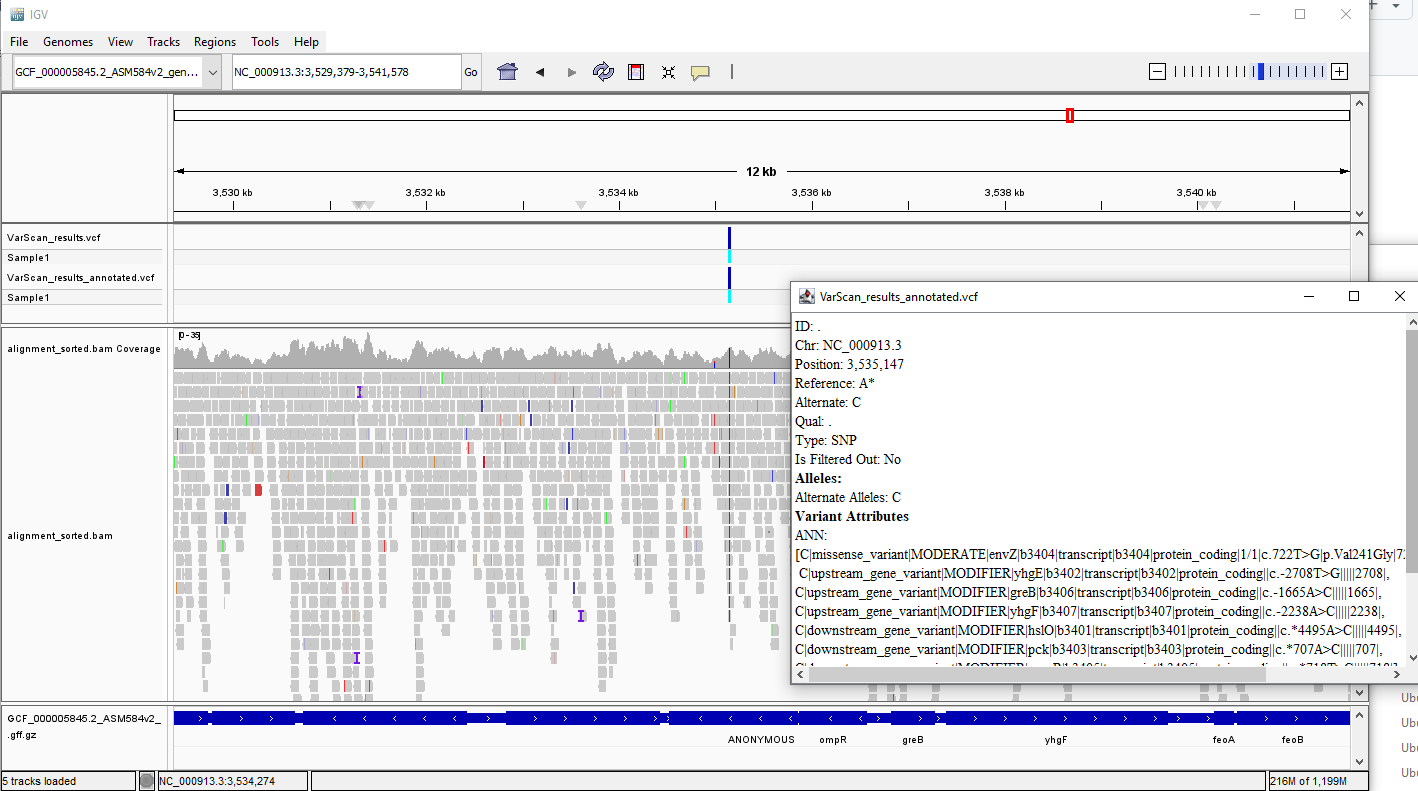 IGV
File Genomes View Tracks Regions Tools Help
GCF_000005845.2_ASM584v2_gen... NC_000913.3:3,529,379-3,541,578 Go
12 kb
3,530 kb 3,532 kb 3,534 kb 3,536 kb 3,538 kb 3,540 kb
VarScan_results.vcf
Sample1
VarScan_results_annotated.vcf
Sample1
[0-35]
alignment_sorted.bam Coverage
alignment_sorted.bam
VarScan_results_annotated.vcf
ID: .
Chr: NC_000913.3
Position: 3,535,147
Reference: A*
Alternate: C
Qual: .
Type: SNP
Is Filtered Out: No
Alleles:
Alternate Alleles: C
Variant Attributes
ANN:
[C|missense_variant|MODERATE|envZ|b3404|transcript|b3404|protein_coding|1/1|c.722T>G|p.Val241Gly|72
C|upstream_gene_variant|MODIFIER|yhgE|b3402|transcript|b3402|protein_coding||c.-2708T>G|||||2708|,
C|upstream_gene_variant|MODIFIER|greB|b3406|transcript|b3406|protein_coding||c.-1665A>C|||||1665|,
C|upstream_gene_variant|MODIFIER|yhgF|b3407|transcript|b3407|protein_coding||c.-2238A>C|||||2238|,
C|downstream_gene_variant|MODIFIER|hslO|b3401|transcript|b3401|protein_coding||c.*4495A>C|||||4495|,
C|downstream_gene_variant|MODIFIER|pck|b3403|transcript|b3403|protein_coding||c.*707A>C|||||707|,
GCF_000005845.2_ASM584v2_
.gff.gz
ANONYMOUS ompR greB yhgF feoA feoB
5 tracks loaded NC_000913.3:3,534,274 216M of 1,199M
Ubu
Ubu
Ubu
Ubu